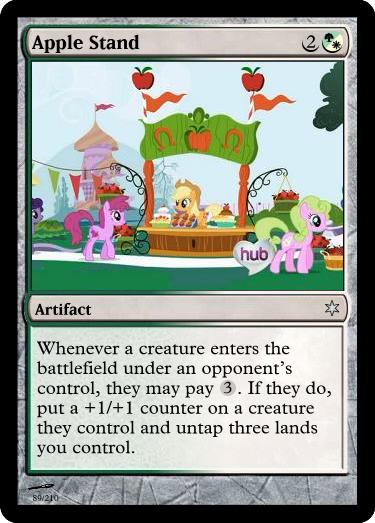 Apple Stand 2
hub
Artifact
Whenever a creature enters the
battlefield under an opponent's
control, they may pay 3. If they do,
put a +1/+1 counter on a creature
they control and untap three lands
you control.
89/210